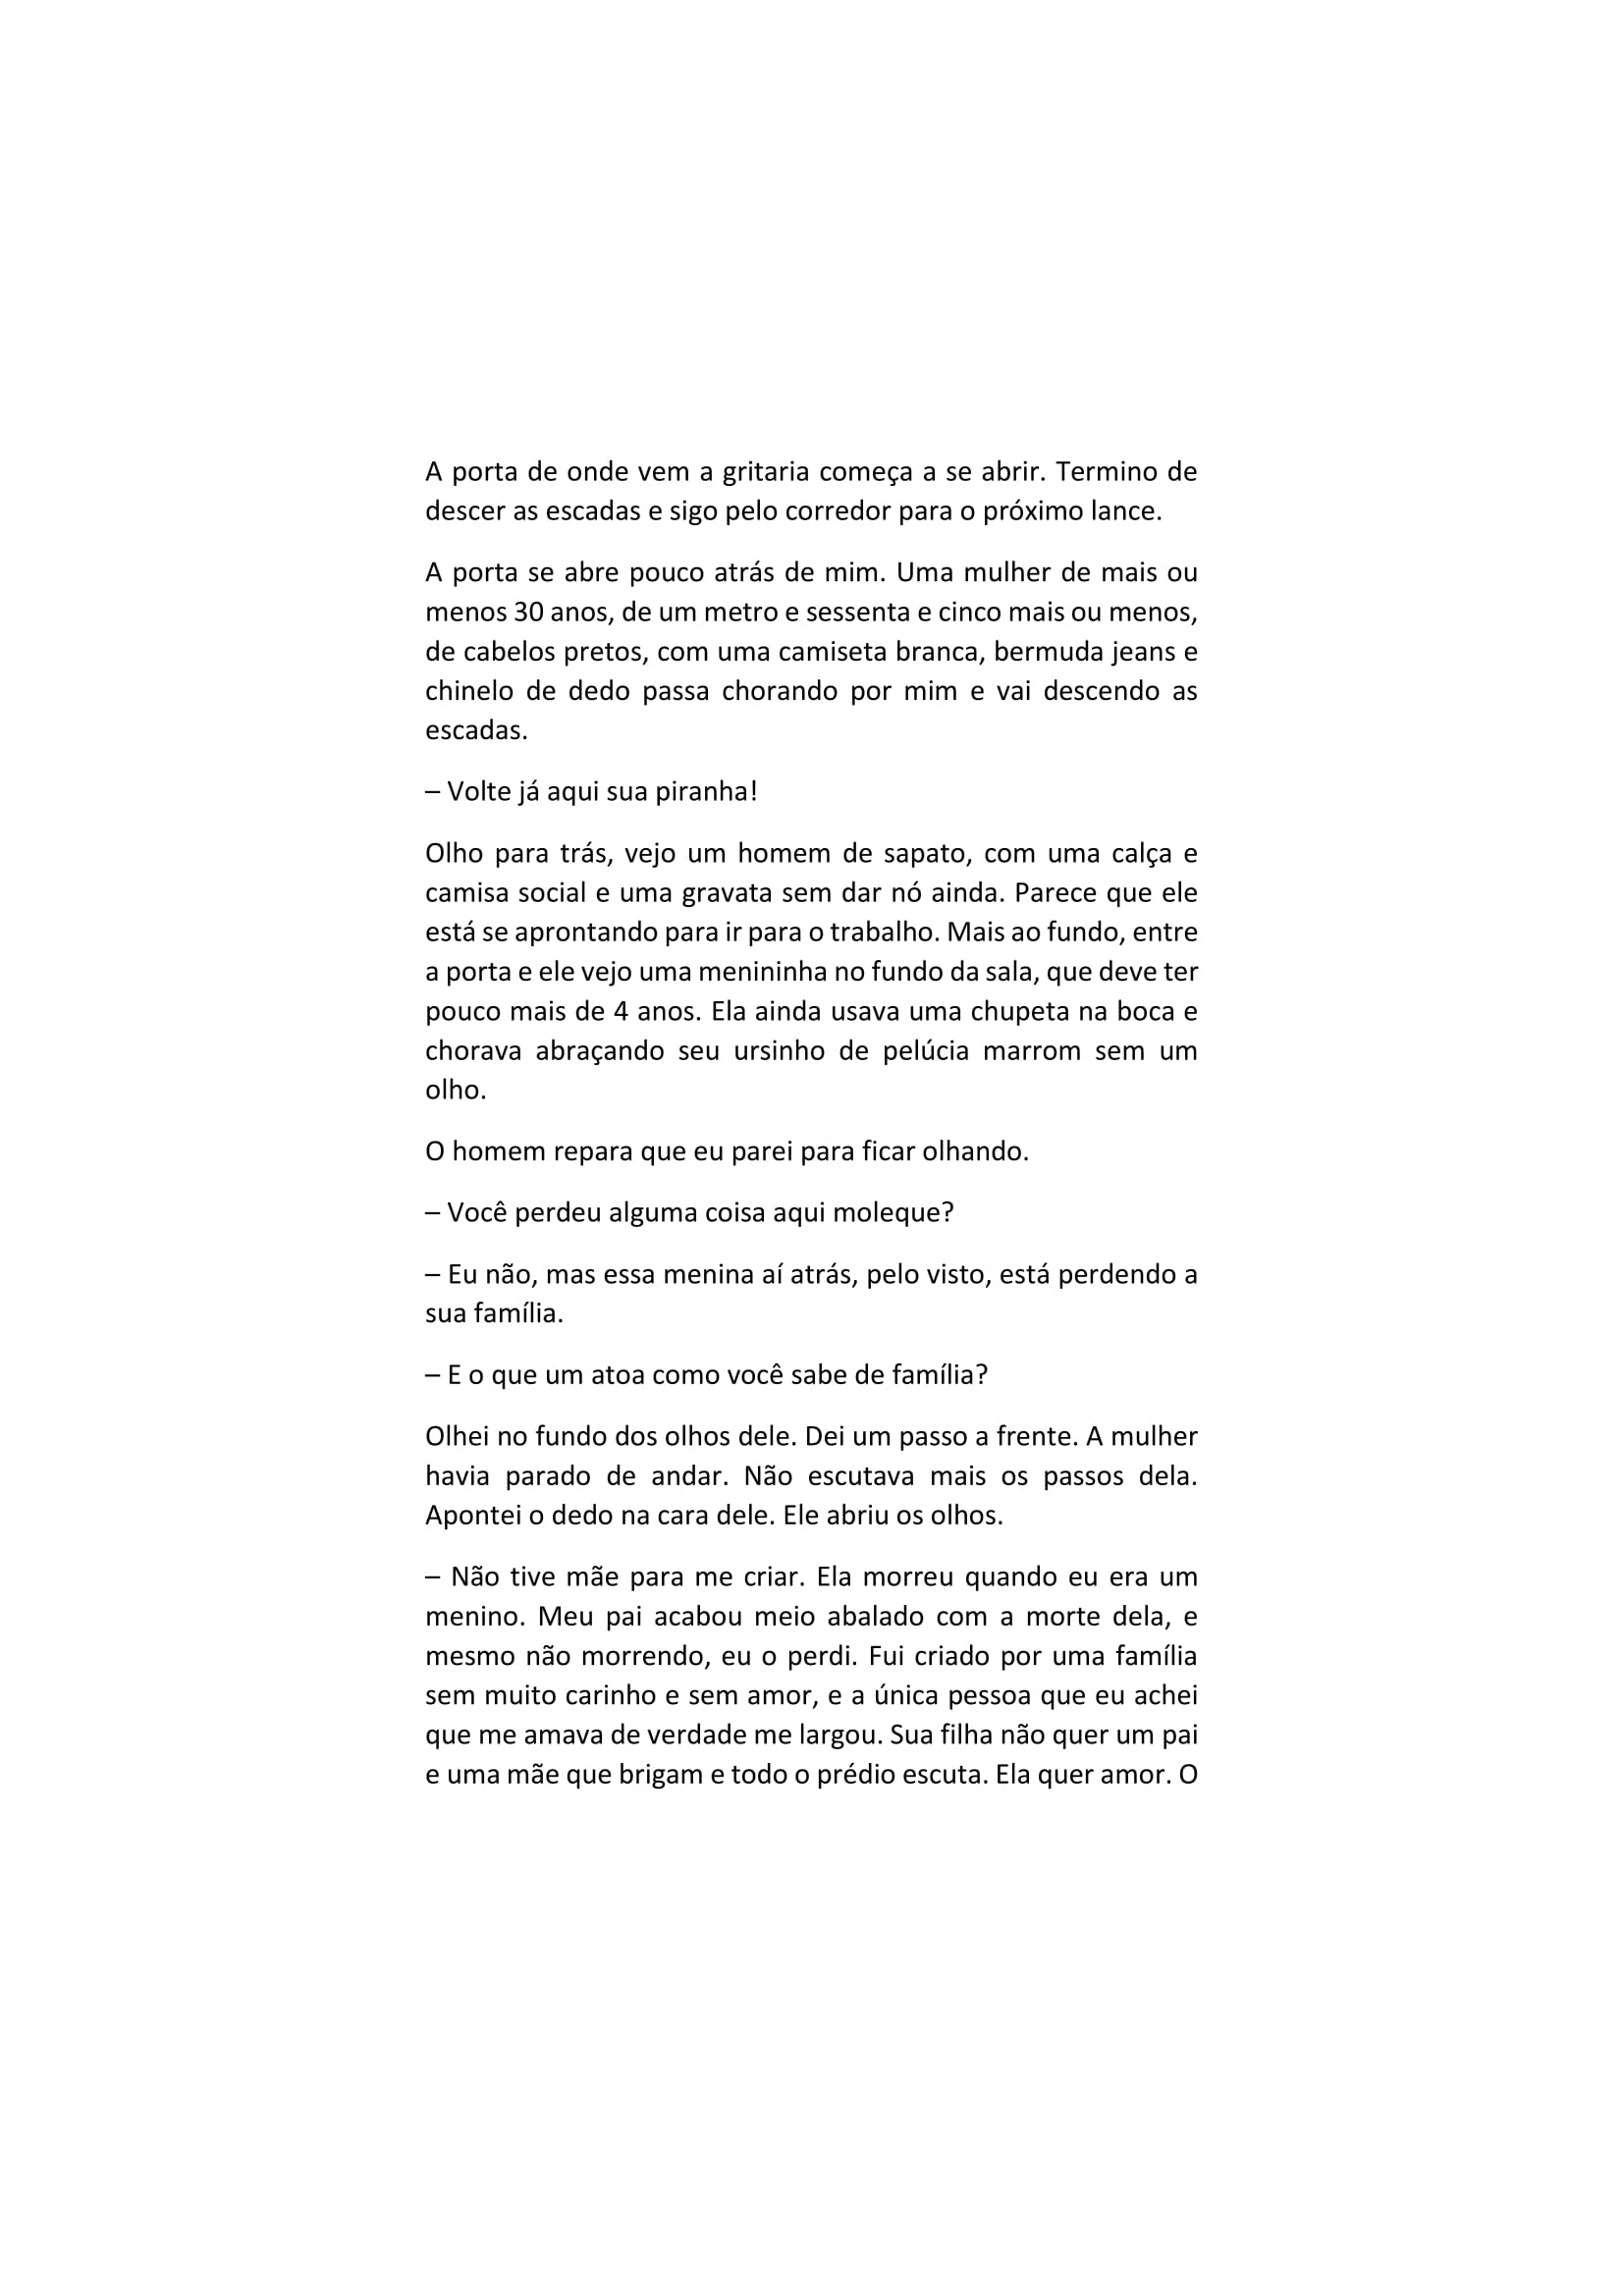 A porta de onde vem a gritaria começa a se abrir. Termino de
descer as escadas e sigo pelo corredor para o próximo lance.
A porta se abre pouco atrás de mim. Uma mulher de mais ou
menos 30 anos, de um metro e sessenta e cinco mais ou menos,
de cabelos pretos, com uma camiseta branca, bermuda jeans e
chinelo de dedo passa chorando por mim e vai descendo as
escadas.
– Volte já aqui sua piranha!
Olho para trás, vejo um homem de sapato, com uma calça e
camisa social e uma gravata sem dar nó ainda. Parece que ele
está se aprontando para ir para o trabalho. Mais ao fundo, entre
a porta e ele vejo uma menininha no fundo da sala, que deve ter
pouco mais de 4 anos. Ela ainda usava uma chupeta na boca e
chorava abraçando seu ursinho de pelúcia marrom sem um
olho.
O homem repara que eu parei para ficar olhando.
– Você perdeu alguma coisa aqui moleque?
– Eu não, mas essa menina aí atrás, pelo visto, está perdendo a
sua família.
– E o que um atoa como você sabe de família?
Olhei no fundo dos olhos dele. Dei um passo a frente. A mulher
havia parado de andar. Não escutava mais os passos dela.
Apontei o dedo na cara dele. Ele abriu os olhos.
– Não tive mãe para me criar. Ela morreu quando eu era um
menino. Meu pai acabou meio abalado com a morte dela, e
mesmo não morrendo, eu o perdi. Fui criado por uma família
sem muito carinho e sem amor, e a única pessoa que eu achei
que me amava de verdade me largou. Sua filha não quer um pai
e uma mãe que brigam e todo o prédio escuta. Ela quer amor. O